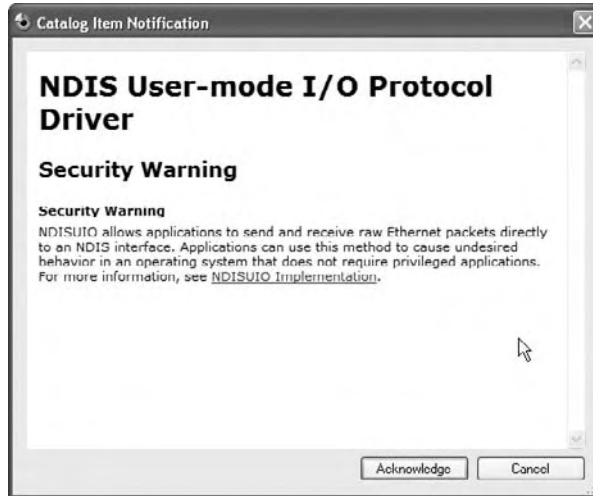 Catalog Item Notification
NDIS User-mode I/O Protocol
Driver
Security Warning
Security Warning
NDISUIO allows applications to send and receive raw Ethernet packets directly
to an NDIS interface. Applications can use this method to cause undesired
behavior in an operating system that does not require privileged applications.
For more information, see NDISUIO Implementation.
Acknowledge
Cancel